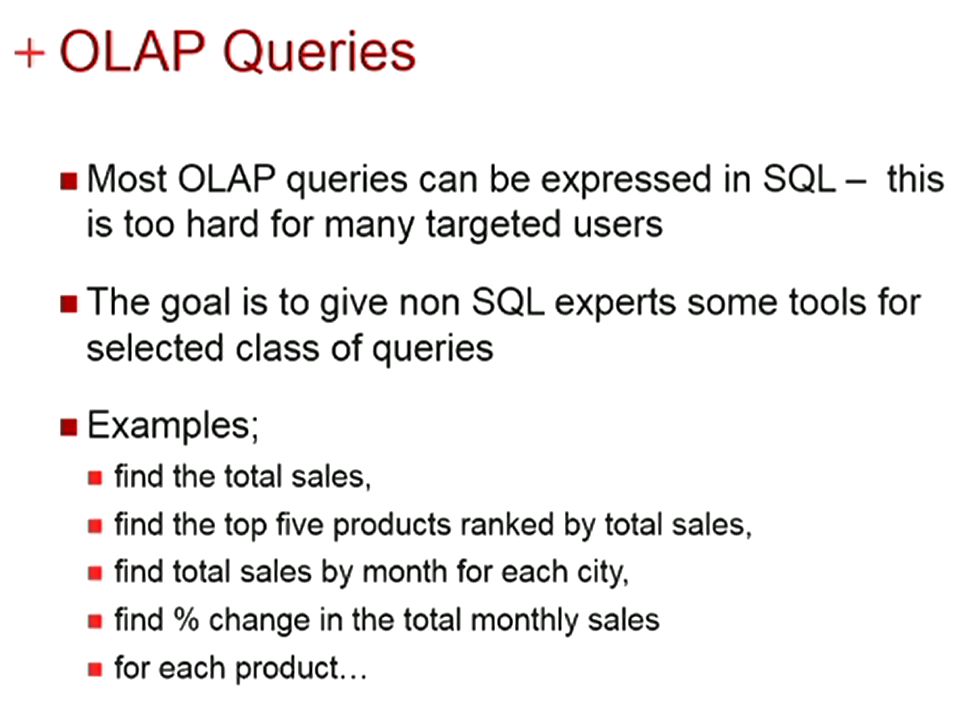 + OLAP Queries
Most OLAP queries can be expressed in SQL – this
is too hard for many targeted users
The goal is to give non SQL experts some tools for
selected class of queries
Examples;
find the total sales,
find the top five products ranked by total sales,
find total sales by month for each city,
find % change in the total monthly sales
for each product…